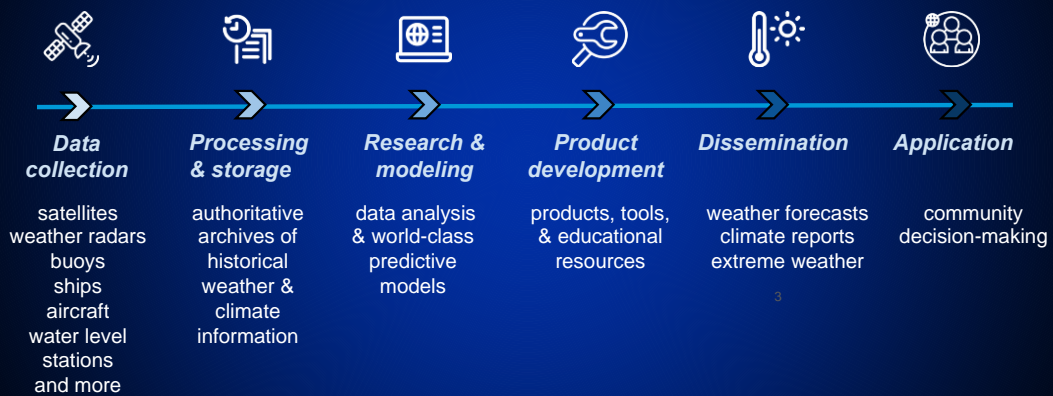 Data
collection
satellites
weather radars
buoys
ships
aircraft
water level
stations
and more
Processing
& storage
authoritative
archives of
historical
weather &
climate
information
Research &
modeling
data analysis
& world-class
predictive
models
Product
development
products, tools,
& educational
resources
Dissemination
weather forecasts
climate reports
extreme weather
3
Application
community
decision-making